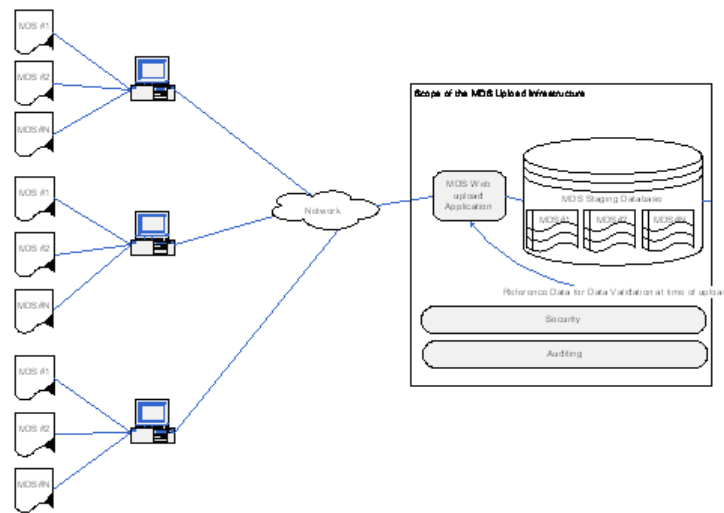 MDS #1
MDS #2
MDS #N
MDS #1
MDS #2
MDS #N
MDS #1
MDS #2
MDS #N
Network
Scope of the MDS Upload Infrastructure
MDS Web
upload
Application
MDS Staging Database
MDS #1
MDS #2
MDS #N
Reference Data for Data Validation at time of uploa
Security
Auditing